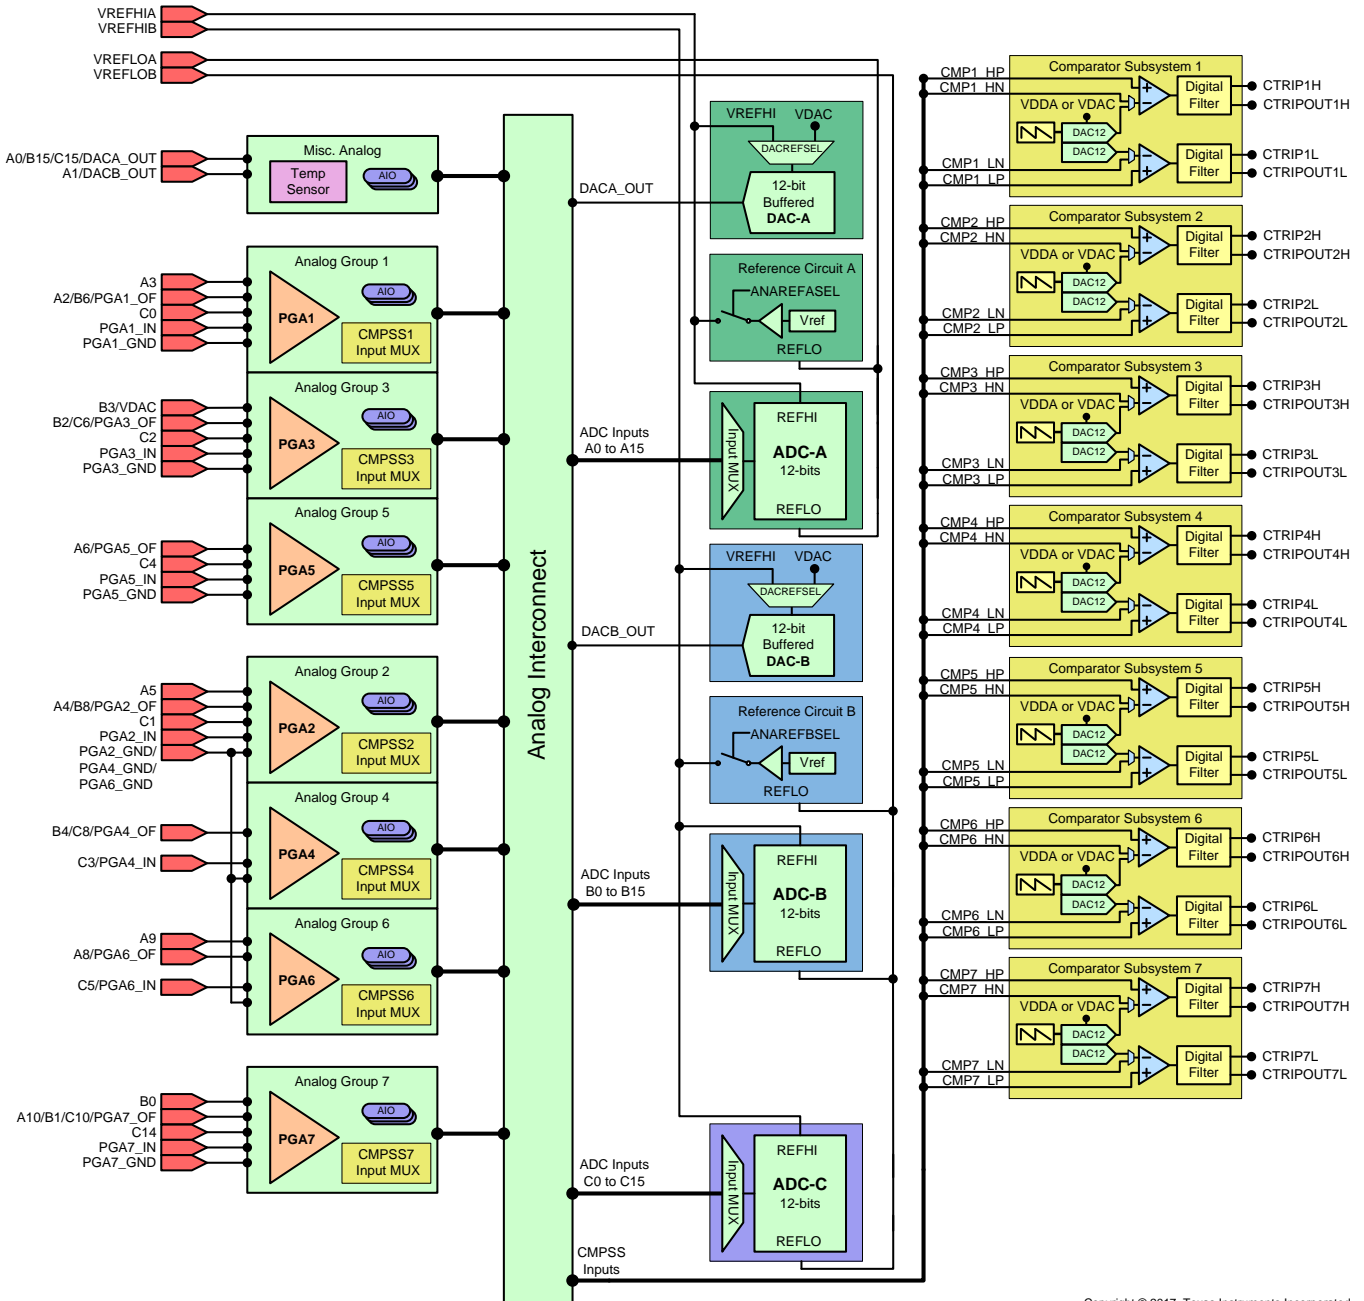 VREFHIA
VREFHIB
VREFLOA
VREFLOB
A0/B15/C15/DACA_OUT
A1/DACB_OUT
Misc. Analog
Temp
Sensor
AIO
A3
A2/B6/PGA1_OF
C0
PGA1_IN
PGA1_GND
Analog Group 1
PGA1
AIO
CMPSS1
Input MUX
B3/VDAC
B2/C6/PGA3_OF
C2
PGA3_IN
PGA3_GND
Analog Group 3
PGA3
AIO
CMPSS3
Input MUX
A6/PGA5_OF
C4
PGA5_IN
PGA5_GND
Analog Group 5
PGA5
AIO
CMPSS5
Input MUX
A5
A4/B8/PGA2_OF
C1
PGA2_IN
PGA2_GND/
PGA4_GND/
PGA6_GND
Analog Group 2
PGA2
AIO
CMPSS2
Input MUX
B4/C8/PGA4_OF
C3/PGA4_IN
Analog Group 4
PGA4
AIO
CMPSS4
Input MUX
A9
A8/PGA6_OF
C5/PGA6_IN
Analog Group 6
PGA6
AIO
CMPSS6
Input MUX
B0
A10/B1/C10/PGA7_OF
C14
PGA7_IN
PGA7_GND
Analog Group 7
PGA7
AIO
CMPSS7
Input MUX
Analog Interconnect
DACA_OUT
VREFHI
VDAC
DACREFSEL
12-bit
Buffered
DAC-A
Reference Circuit A
ANAREFASEL
Vref
REFLO
ADC Inputs
A0 to A15
Input MUX
REFHI
ADC-A
12-bits
REFLO
DACB_OUT
VREFHI
VDAC
DACREFSEL
12-bit
Buffered
DAC-B
Reference Circuit B
ANAREFBSEL
Vref
REFLO
ADC Inputs
B0 to B15
Input MUX
REFHI
ADC-B
12-bits
REFLO
ADC Inputs
C0 to C15
Input MUX
REFHI
ADC-C
12-bits
REFLO
CMPSS
Inputs
CMP1_HP
CMP1_HN
CMP1_LN
CMP1_LP
Comparator Subsystem 1
VDDA or VDAC
DAC12
DAC12
Digital
Filter
Digital
Filter
CTRIP1H
CTRIPOUT1H
CTRIP1L
CTRIPOUT1L
CMP2_HP
CMP2_HN
CMP2_LN
CMP2_LP
Comparator Subsystem 2
VDDA or VDAC
DAC12
DAC12
Digital
Filter
Digital
Filter
CTRIP2H
CTRIPOUT2H
CTRIP2L
CTRIPOUT2L
CMP3_HP
CMP3_HN
CMP3_LN
CMP3_LP
Comparator Subsystem 3
VDDA or VDAC
DAC12
DAC12
Digital
Filter
Digital
Filter
CTRIP3H
CTRIPOUT3H
CTRIP3L
CTRIPOUT3L
CMP4_HP
CMP4_HN
CMP4_LN
CMP4_LP
Comparator Subsystem 4
VDDA or VDAC
DAC12
DAC12
Digital
Filter
Digital
Filter
CTRIP4H
CTRIPOUT4H
CTRIP4L
CTRIPOUT4L
CMP5_HP
CMP5_HN
CMP5_LN
CMP5_LP
Comparator Subsystem 5
VDDA or VDAC
DAC12
DAC12
Digital
Filter
Digital
Filter
CTRIP5H
CTRIPOUT5H
CTRIP5L
CTRIPOUT5L
CMP6_HP
CMP6_HN
CMP6_LN
CMP6_LP
Comparator Subsystem 6
VDDA or VDAC
DAC12
DAC12
Digital
Filter
Digital
Filter
CTRIP6H
CTRIPOUT6H
CTRIP6L
CTRIPOUT6L
CMP7_HP
CMP7_HN
CMP7_LN
CMP7_LP
Comparator Subsystem 7
VDDA or VDAC
DAC12
DAC12
Digital
Filter
Digital
Filter
CTRIP7H
CTRIPOUT7H
CTRIP7L
CTRIPOUT7L
Copyright © 2017, Texas Instruments Incorporated